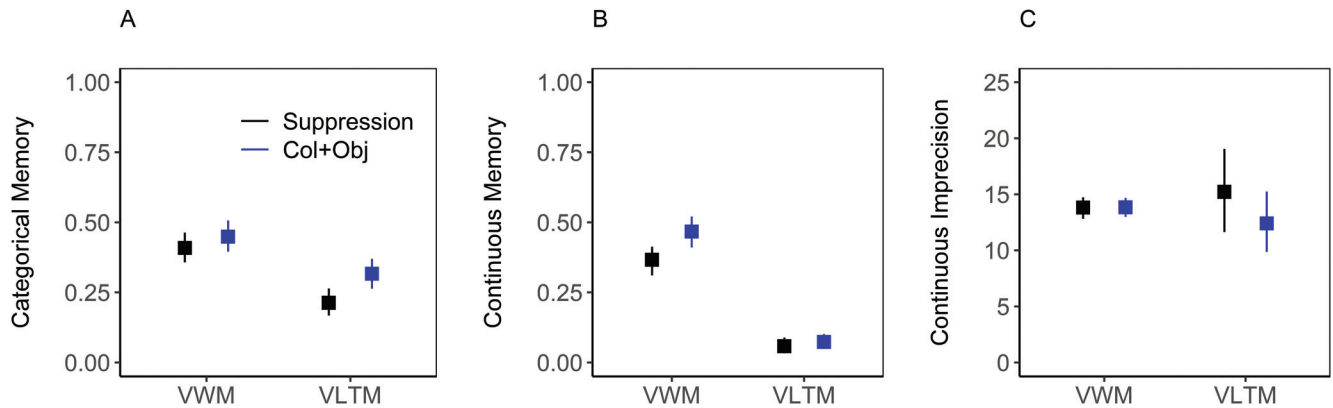 A
Categorical Memory
1.00
0.75
0.50
0.25
0.00
Suppression
Col+Obj
VWM VLTM
B
Continuous Memory
1.00
0.75
0.50
0.25
0.00
VWM VLTM
C
Continuous Imprecision
25
20
15
10
5
0
VWM VLTM